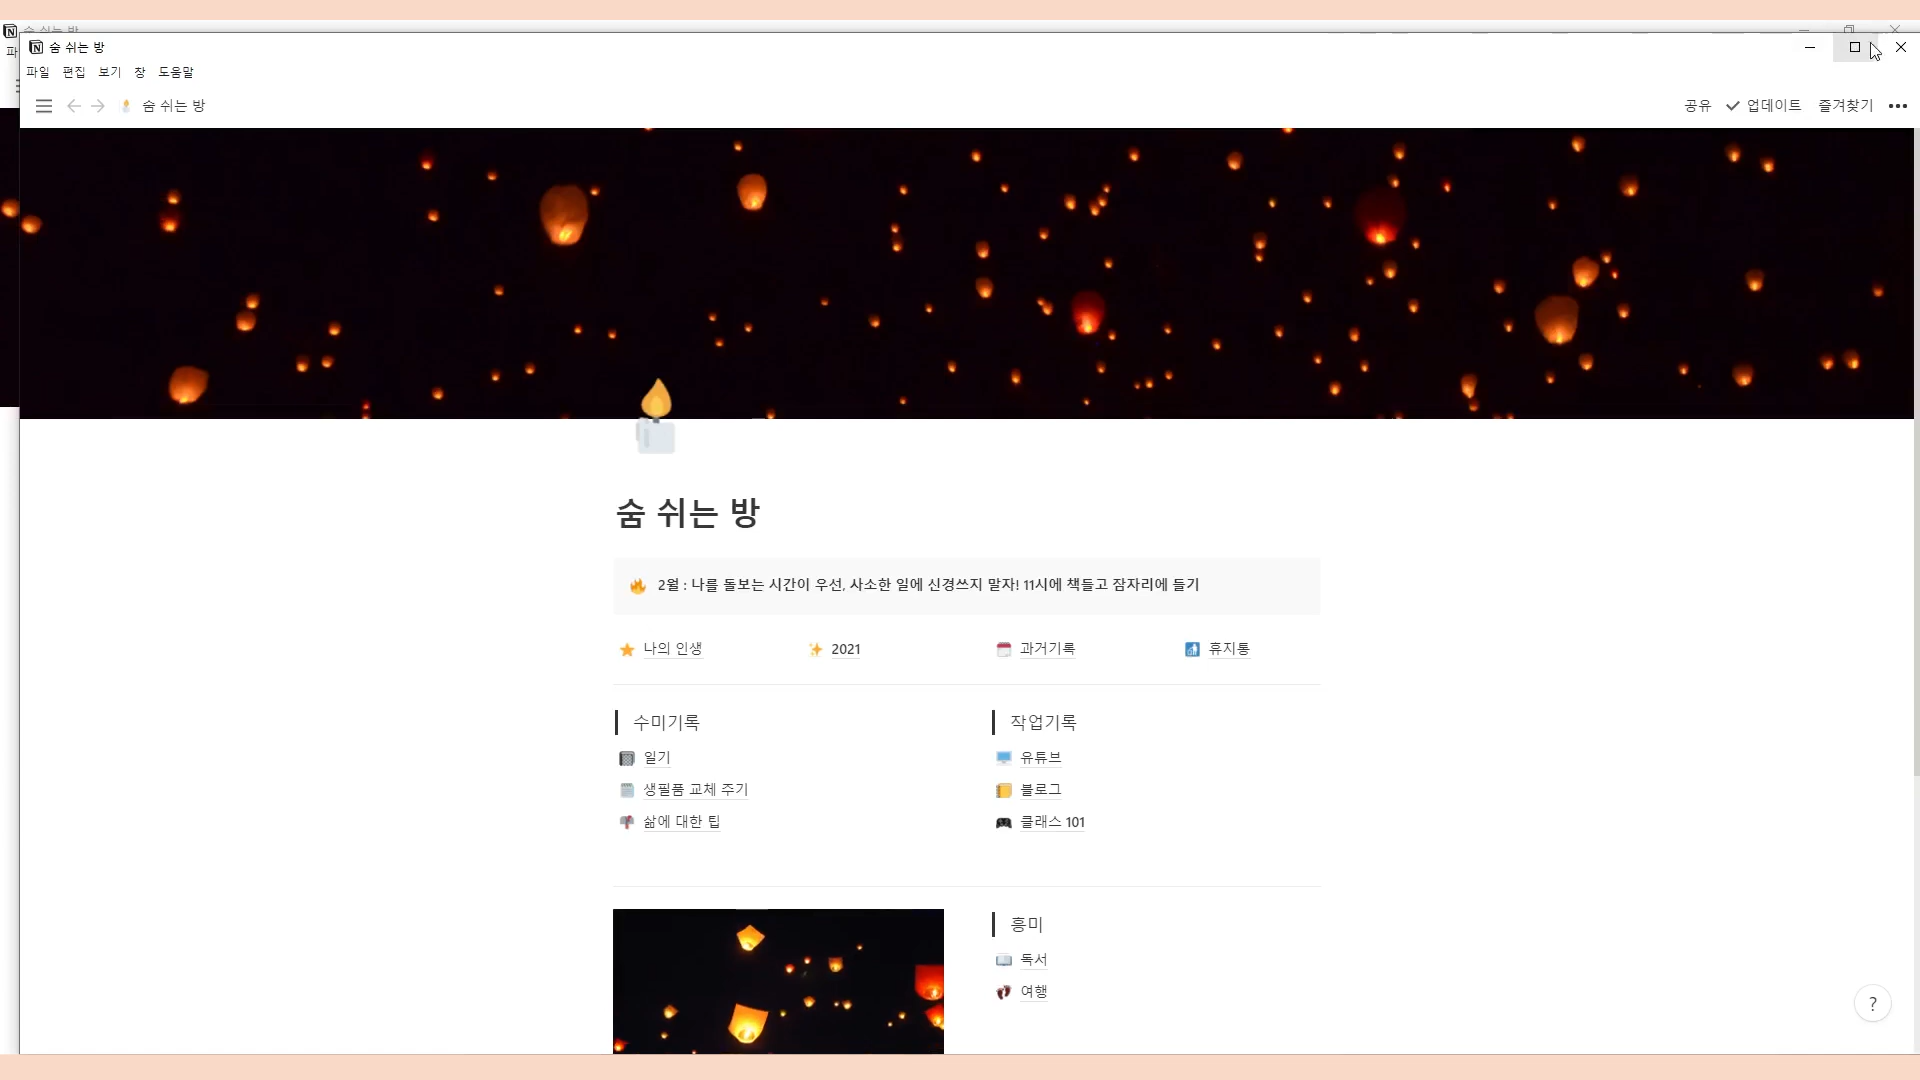 숨 쉬는 방
파
숨 쉬는 방
파일 편집 보기 창 도움말
숨 쉬는 방
공유 업데이트 즐겨찾기
숨 쉬는 방
2월 : 나를 돌보는 시간이 우선, 사소한 일에 신경쓰지 말자! 11시에 책들고 잠자리에 들기
나의 인생 2021 과거기록 휴지통
수미기록
일기
생필품 교체 주기
삶에 대한 팁
작업기록
유튜브
블로그
클래스 101
흥미
독서
여행
?